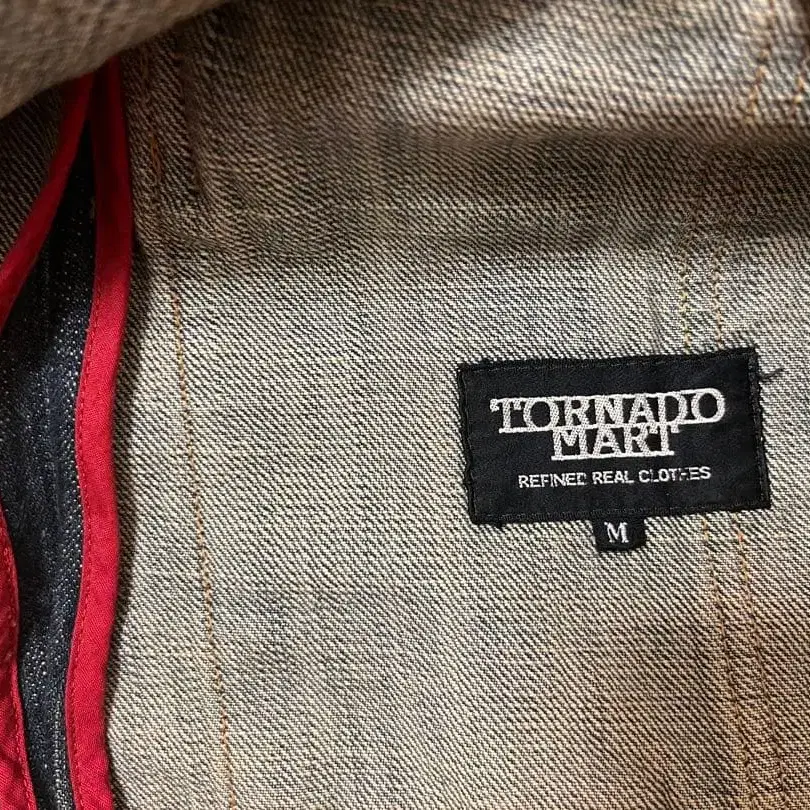 TORNADO
MART
REFINED REAL CLOTHES
M